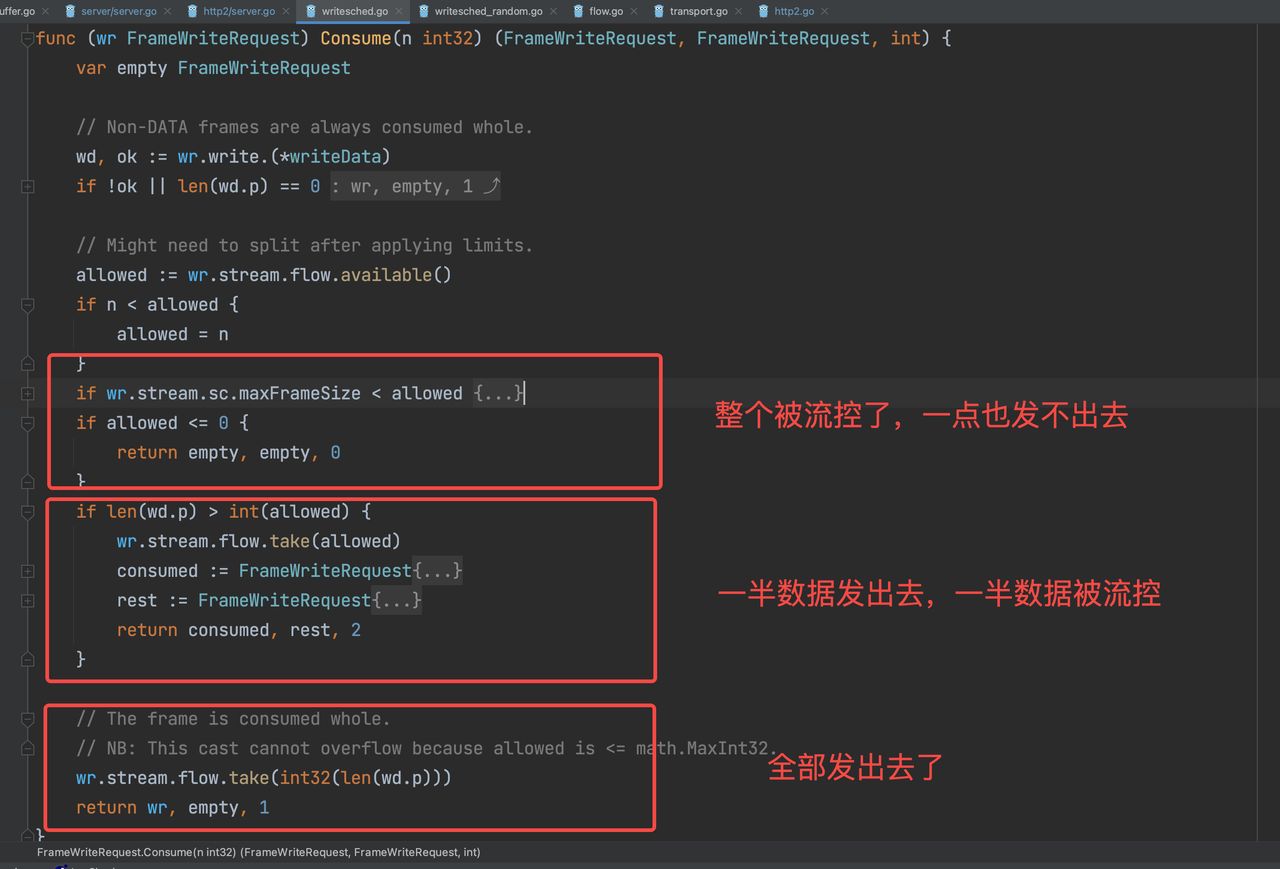 uffer.go × server/server.go × http2/server.go × writesched.go × writesched_random.go × flow.go × transport.go × http2.go ×
func (wr FrameWriteRequest) Consume(n int32) (FrameWriteRequest, FrameWriteRequest, int) {
var empty FrameWriteRequest
// Non-DATA frames are always consumed whole.
wd, ok := wr.write.(*writeData)
if !ok || len(wd.p) == 0 : wr, empty, 1 ⤴
// Might need to split after applying limits.
allowed := wr.stream.flow.available()
if n < allowed {
allowed = n
}
if wr.stream.sc.maxFrameSize < allowed {...}
if allowed <= 0 {
return empty, empty, 0
}
整个被流控了，一点也发不出去
if len(wd.p) > int(allowed) {
wr.stream.flow.take(allowed)
consumed := FrameWriteRequest{...}
rest := FrameWriteRequest{...}
return consumed, rest, 2
}
一半数据发出去，一半数据被流控
// The frame is consumed whole.
// NB: This cast cannot overflow because allowed is <= math.MaxInt32.
wr.stream.flow.take(int32(len(wd.p)))
return wr, empty, 1
全部发出去了
}
FrameWriteRequest.Consume(n int32) (FrameWriteRequest, FrameWriteRequest, int)